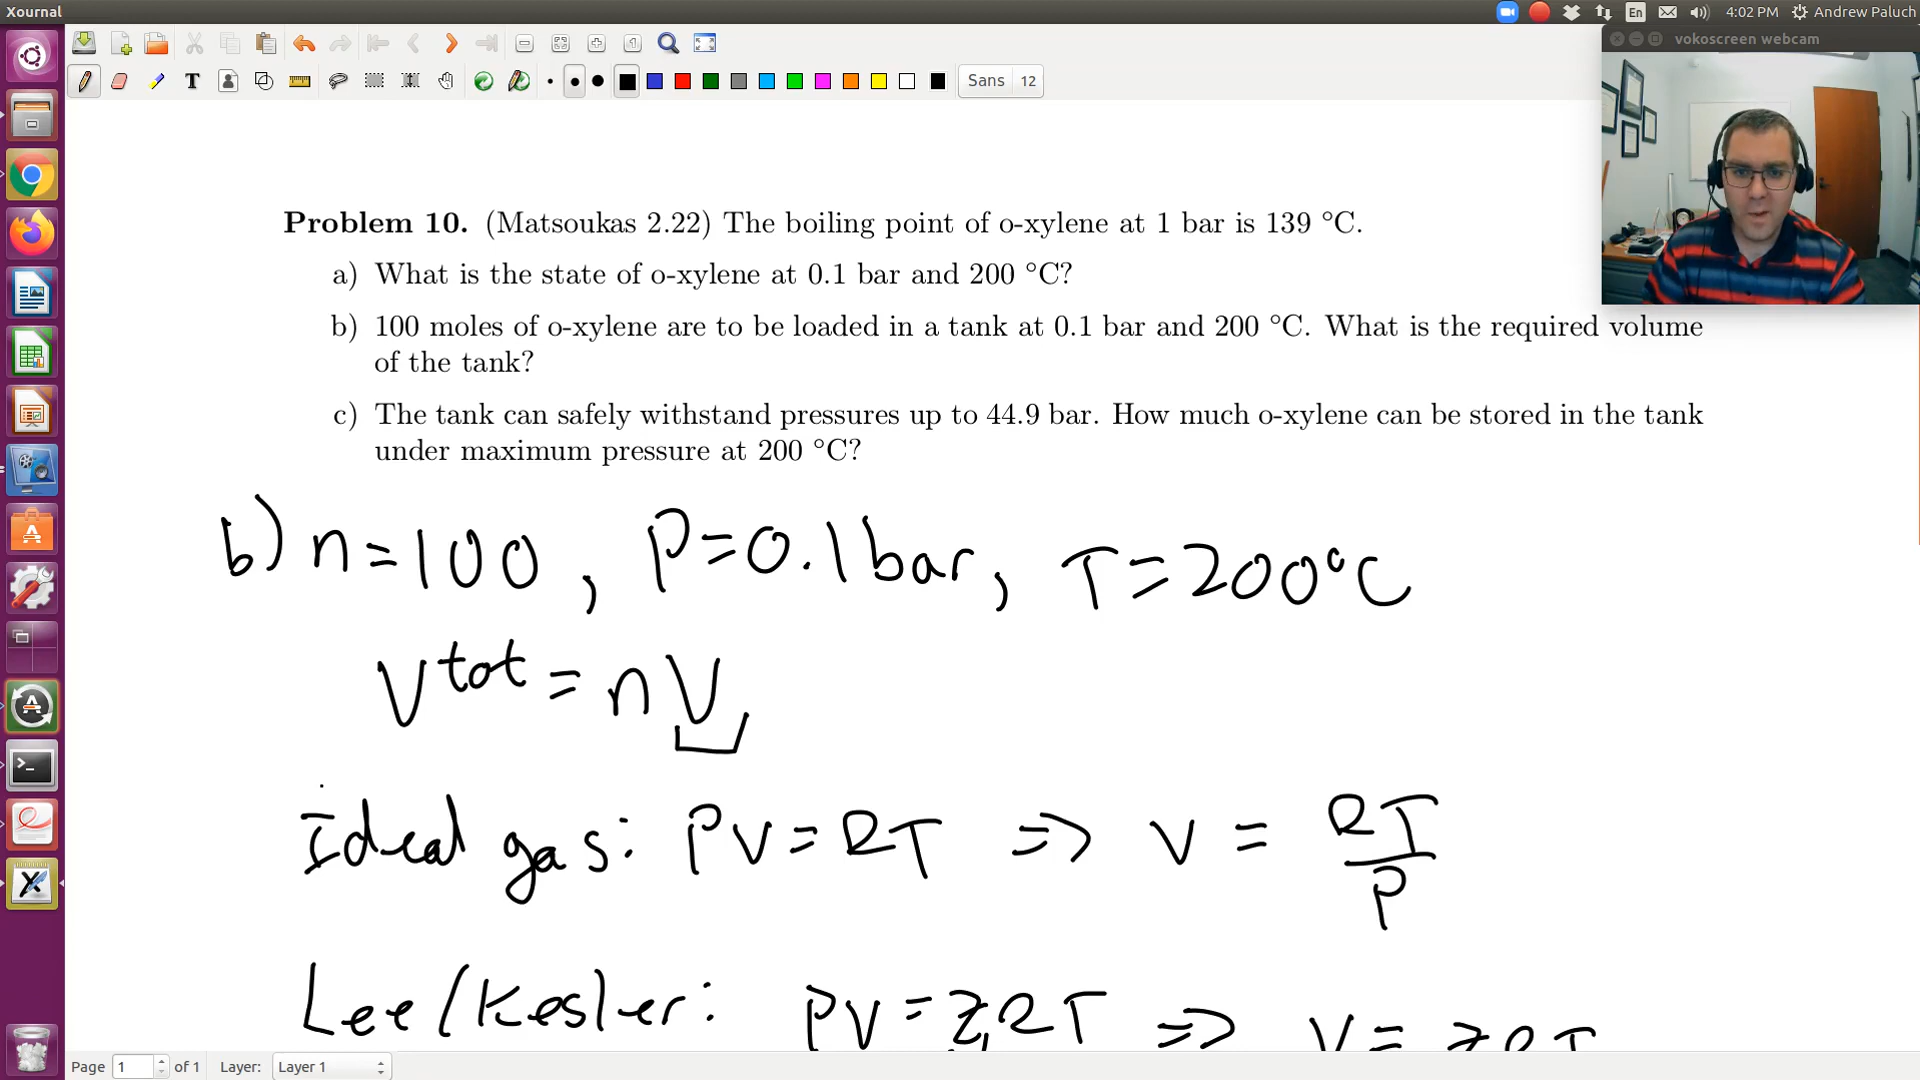 Xournal
En 4:02 PM Andrew Paluch
vokoscreen webcam
T Sans 12
Problem 10. (Matsoukas 2.22) The boiling point of o-xylene at 1 bar is 139 °C.
a) What is the state of o-xylene at 0.1 bar and 200 °C?
b) 100 moles of o-xylene are to be loaded in a tank at 0.1 bar and 200 °C. What is the required volume
of the tank?
c) The tank can safely withstand pressures up to 44.9 bar. How much o-xylene can be stored in the tank
under maximum pressure at 200 °C?
b) n=100, P=0.1bar, T=200°C
V^tot = nV
Ideal gas: PV=RT => V = RT/P
Lee/Kesler: PV=ZRT => V= ZRT
Page 1 of 1 Layer: Layer 1